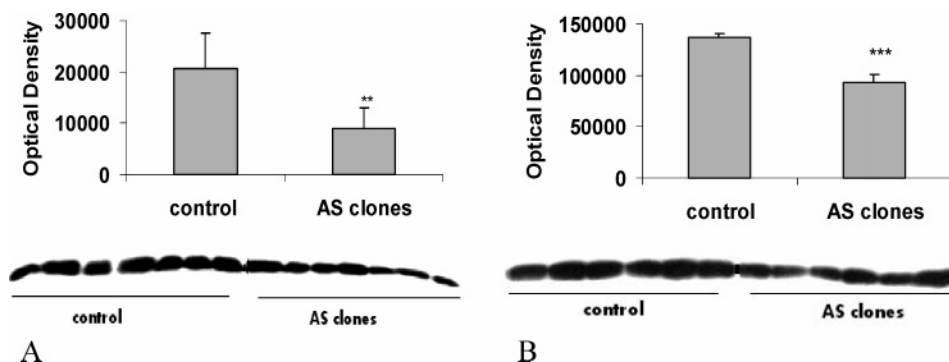 30000
20000
10000
0
Optical Density
**
control
AS clones
control
AS clones
A
150000
100000
50000
0
Optical Density
***
control
AS clones
control
AS clones
B